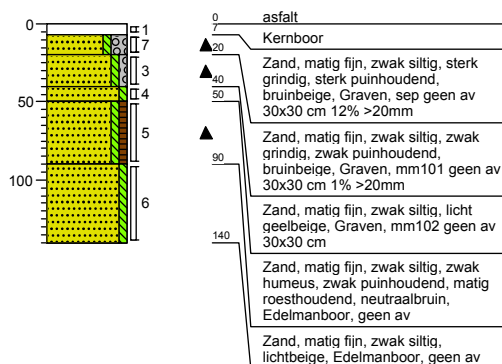 0
50
100
1
7
3
4
5
6
0
asfalt
7
Kernboor
20
Zand, matig fijn, zwak siltig, sterk
grindig, sterk puinhoudend,
bruinbeige, Graven, sep geen av
30x30 cm 12% >20mm
40
Zand, matig fijn, zwak siltig, zwak
grindig, zwak puinhoudend,
bruinbeige, Graven, mm101 geen av
30x30 cm 1% >20mm
50
Zand, matig fijn, zwak siltig, licht
geelbeige, Graven, mm102 geen av
30x30 cm
90
Zand, matig fijn, zwak siltig, zwak
humeus, zwak puinhoudend, matig
roesthoudend, neutraalbruin,
Edelmanboor, geen av
140
Zand, matig fijn, zwak siltig,
lichtbeige, Edelmanboor, geen av